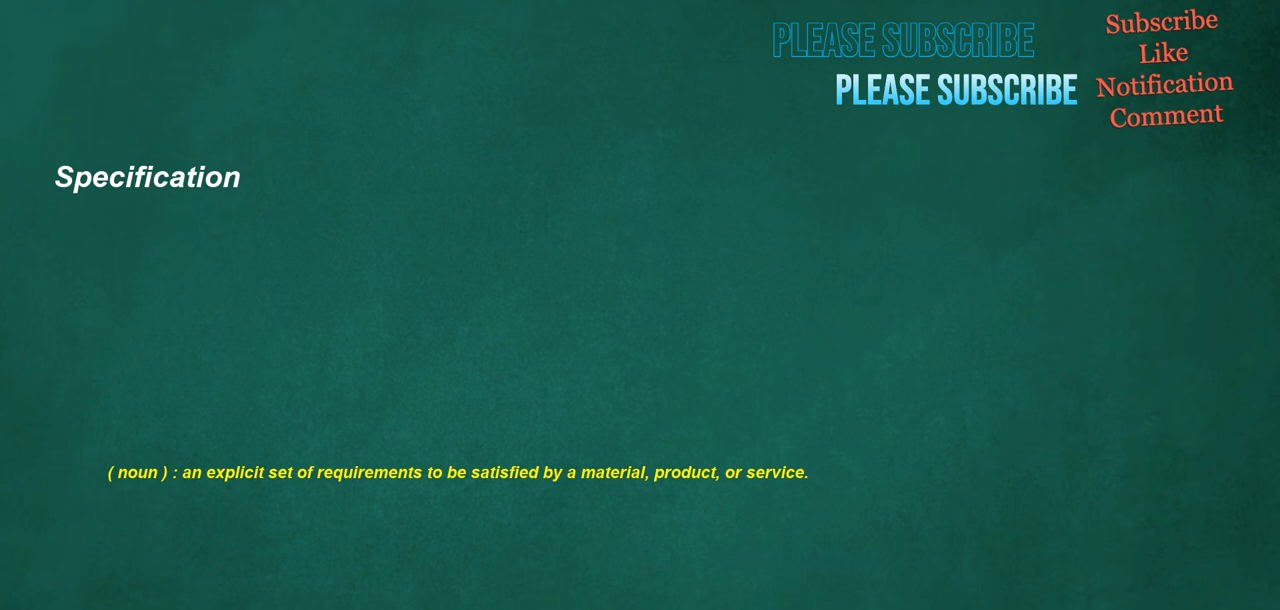 PLEASE SUBSCRIBE
PLEASE SUBSCRIBE
Subscribe
Like
Notification
Comment
Specification
( noun ) : an explicit set of requirements to be satisfied by a material, product, or service.